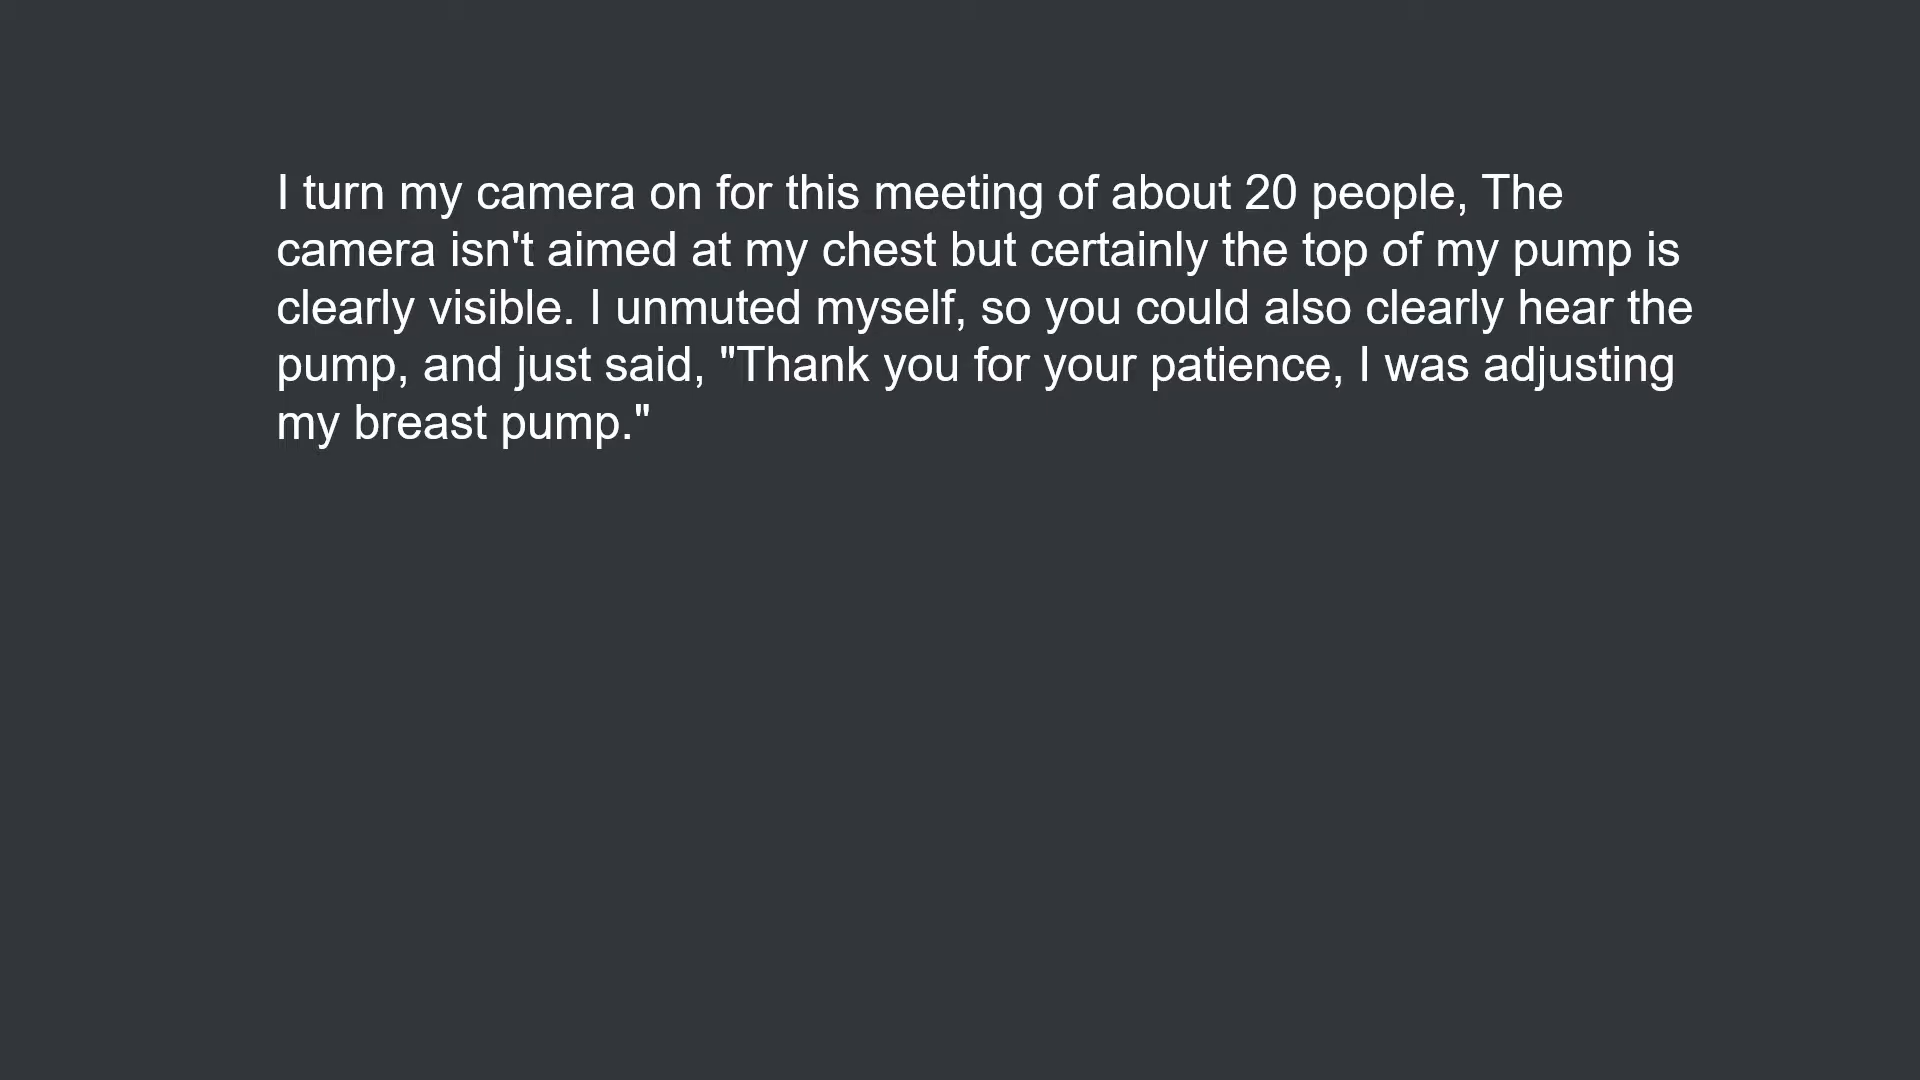 I turn my camera on for this meeting of about 20 people, The
camera isn't aimed at my chest but certainly the top of my pump is
clearly visible. I unmuted myself, so you could also clearly hear the
pump, and just said, "Thank you for your patience, I was adjusting
my breast pump."